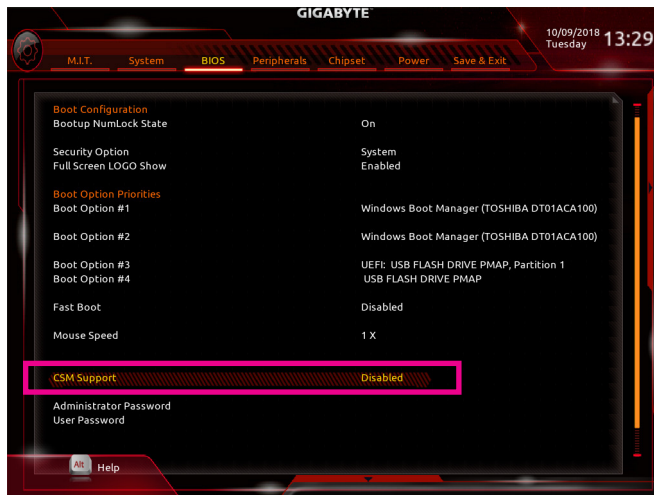 GIGABYTE™
10/09/2018 13:29
Tuesday
M.I.T. System BIOS Peripherals Chipset Power Save & Exit
Boot Configuration
Bootup NumLock State On
Security Option System
Full Screen LOGO Show Enabled
Boot Option Priorities
Boot Option #1 Windows Boot Manager (TOSHIBA DT01ACA100)
Boot Option #2 Windows Boot Manager (TOSHIBA DT01ACA100)
Boot Option #3 UEFI: USB FLASH DRIVE PMAP, Partition 1
Boot Option #4 USB FLASH DRIVE PMAP
Fast Boot Disabled
Mouse Speed 1 X
CSM Support Disabled
Administrator Password
User Password
Alt Help